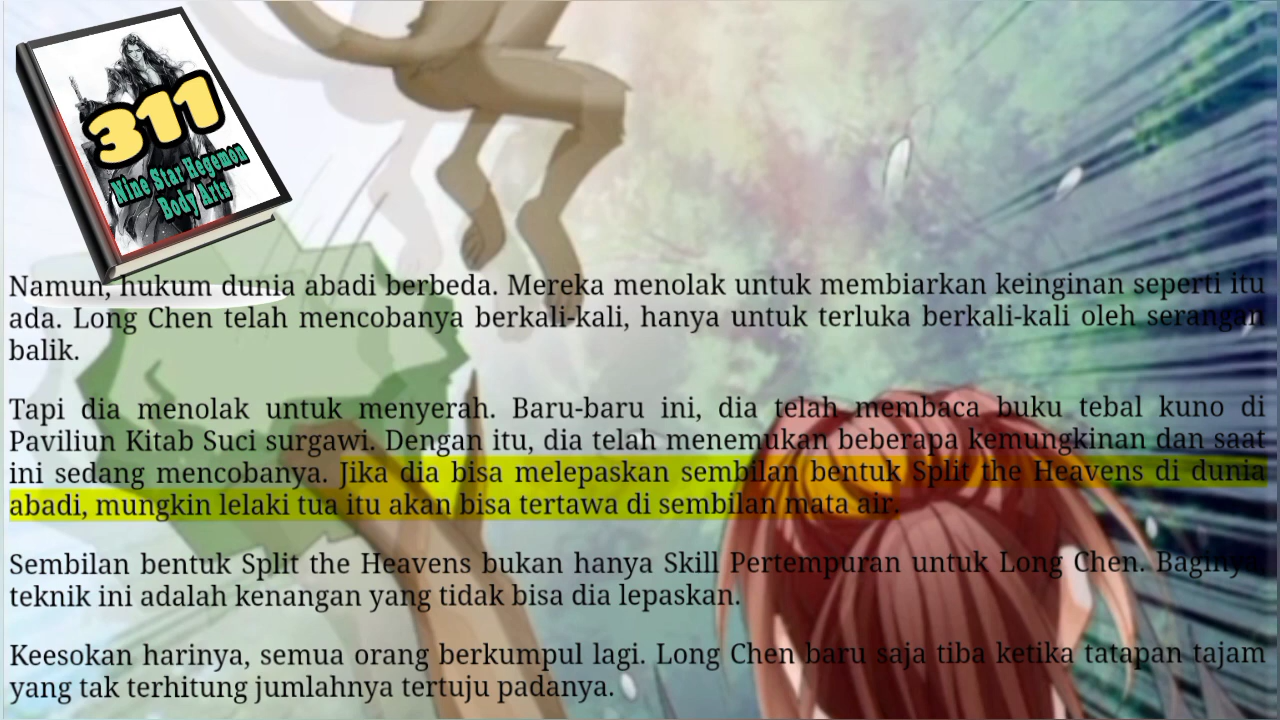 311
Nine Star Hegemon
Body Arts
Namun, hukum dunia abadi berbeda. Mereka menolak untuk membiarkan keinginan seperti itu
ada. Long Chen telah mencobanya berkali-kali, hanya untuk terluka berkali-kali oleh serangan
balik.
Tapi dia menolak untuk menyerah. Baru-baru ini, dia telah membaca buku tebal kuno di
Paviliun Kitab Suci surgawi. Dengan itu, dia telah menemukan beberapa kemungkinan dan saat
ini sedang mencobanya. Jika dia bisa melepaskan sembilan bentuk Split the Heavens di dunia
abadi, mungkin lelaki tua itu akan bisa tertawa di sembilan mata air.
Sembilan bentuk Split the Heavens bukan hanya Skill Pertempuran untuk Long Chen. Baginya,
teknik ini adalah kenangan yang tidak bisa dia lepaskan.
Keesokan harinya, semua orang berkumpul lagi. Long Chen baru saja tiba ketika tatapan tajam
yang tak terhitung jumlahnya tertuju padanya.